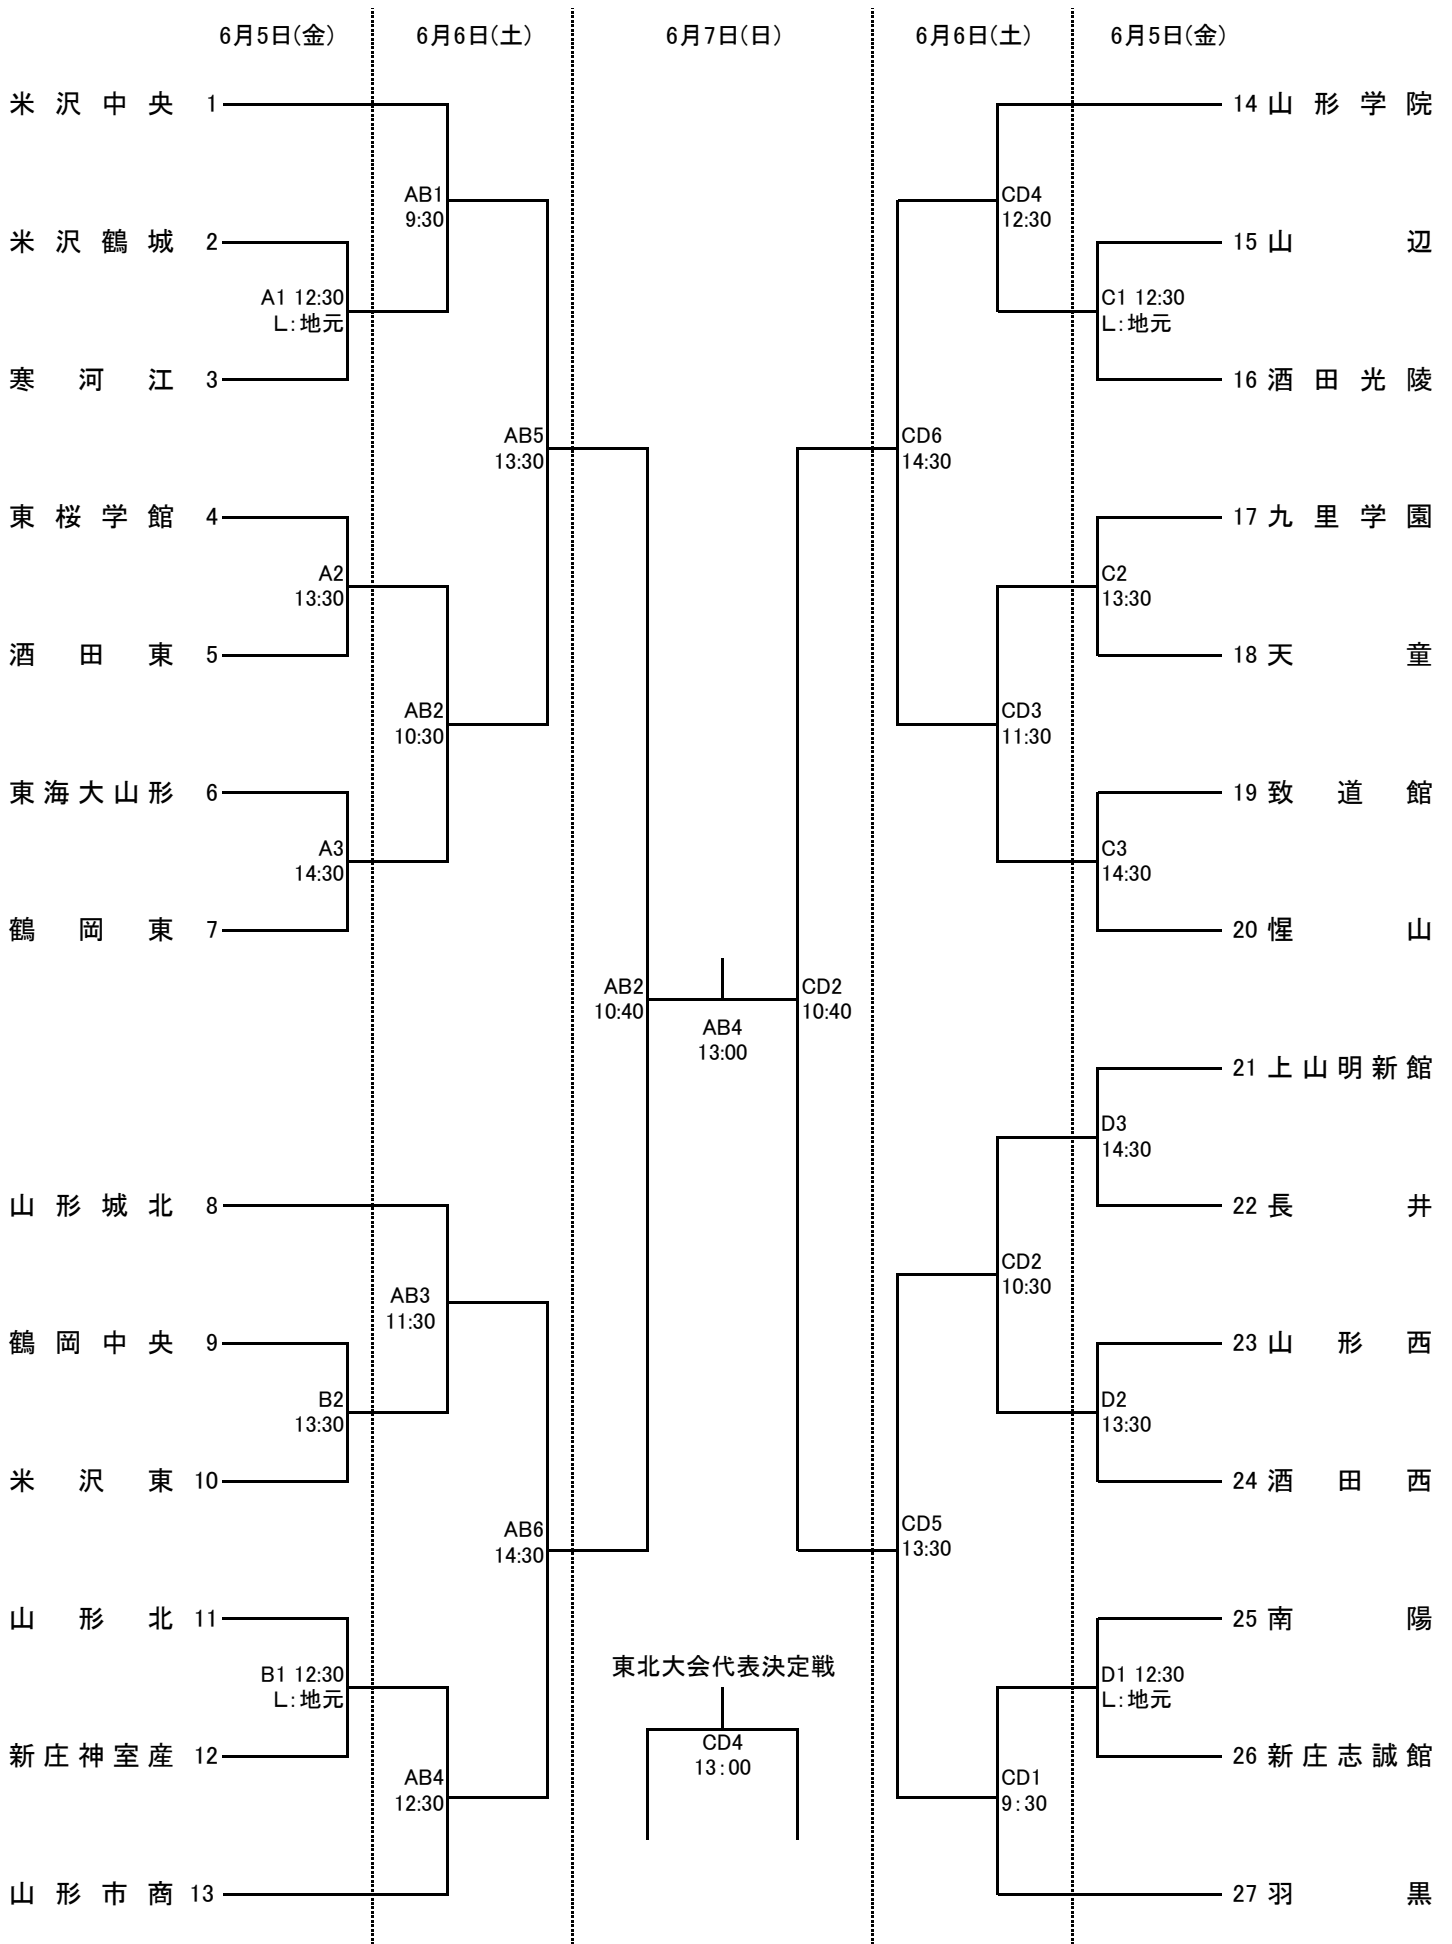 6月5日(金) 6月6日(土) 6月7日(日) 6月6日(土) 6月5日(金)
米沢中央 1
14 山形学院
AB1
9:30
CD4
12:30
米沢鶴城 2
15 山辺
A1 12:30
L:地元
C1 12:30
L:地元
寒河江 3
16 酒田光陵
AB5
13:30
CD6
14:30
東桜学館 4
17 九里学園
A2
13:30
C2
13:30
酒田東 5
18 天童
AB2
10:30
CD3
11:30
東海大山形 6
19 致道館
A3
14:30
C3
14:30
鶴岡東 7
20 惺山
AB2
10:40
CD2
10:40
AB4
13:00
21 上山明新館
D3
14:30
山形城北 8
22 長井
CD2
10:30
AB3
11:30
鶴岡中央 9
23 山形西
B2
13:30
D2
13:30
米沢東 10
24 酒田西
AB6
14:30
CD5
13:30
山形北 11
25 南陽
B1 12:30
L:地元
東北大会代表決定戦
D1 12:30
L:地元
新庄神室産 12
CD4
13:00
26 新庄志誠館
AB4
12:30
CD1
9:30
山形市商 13
27 羽黒